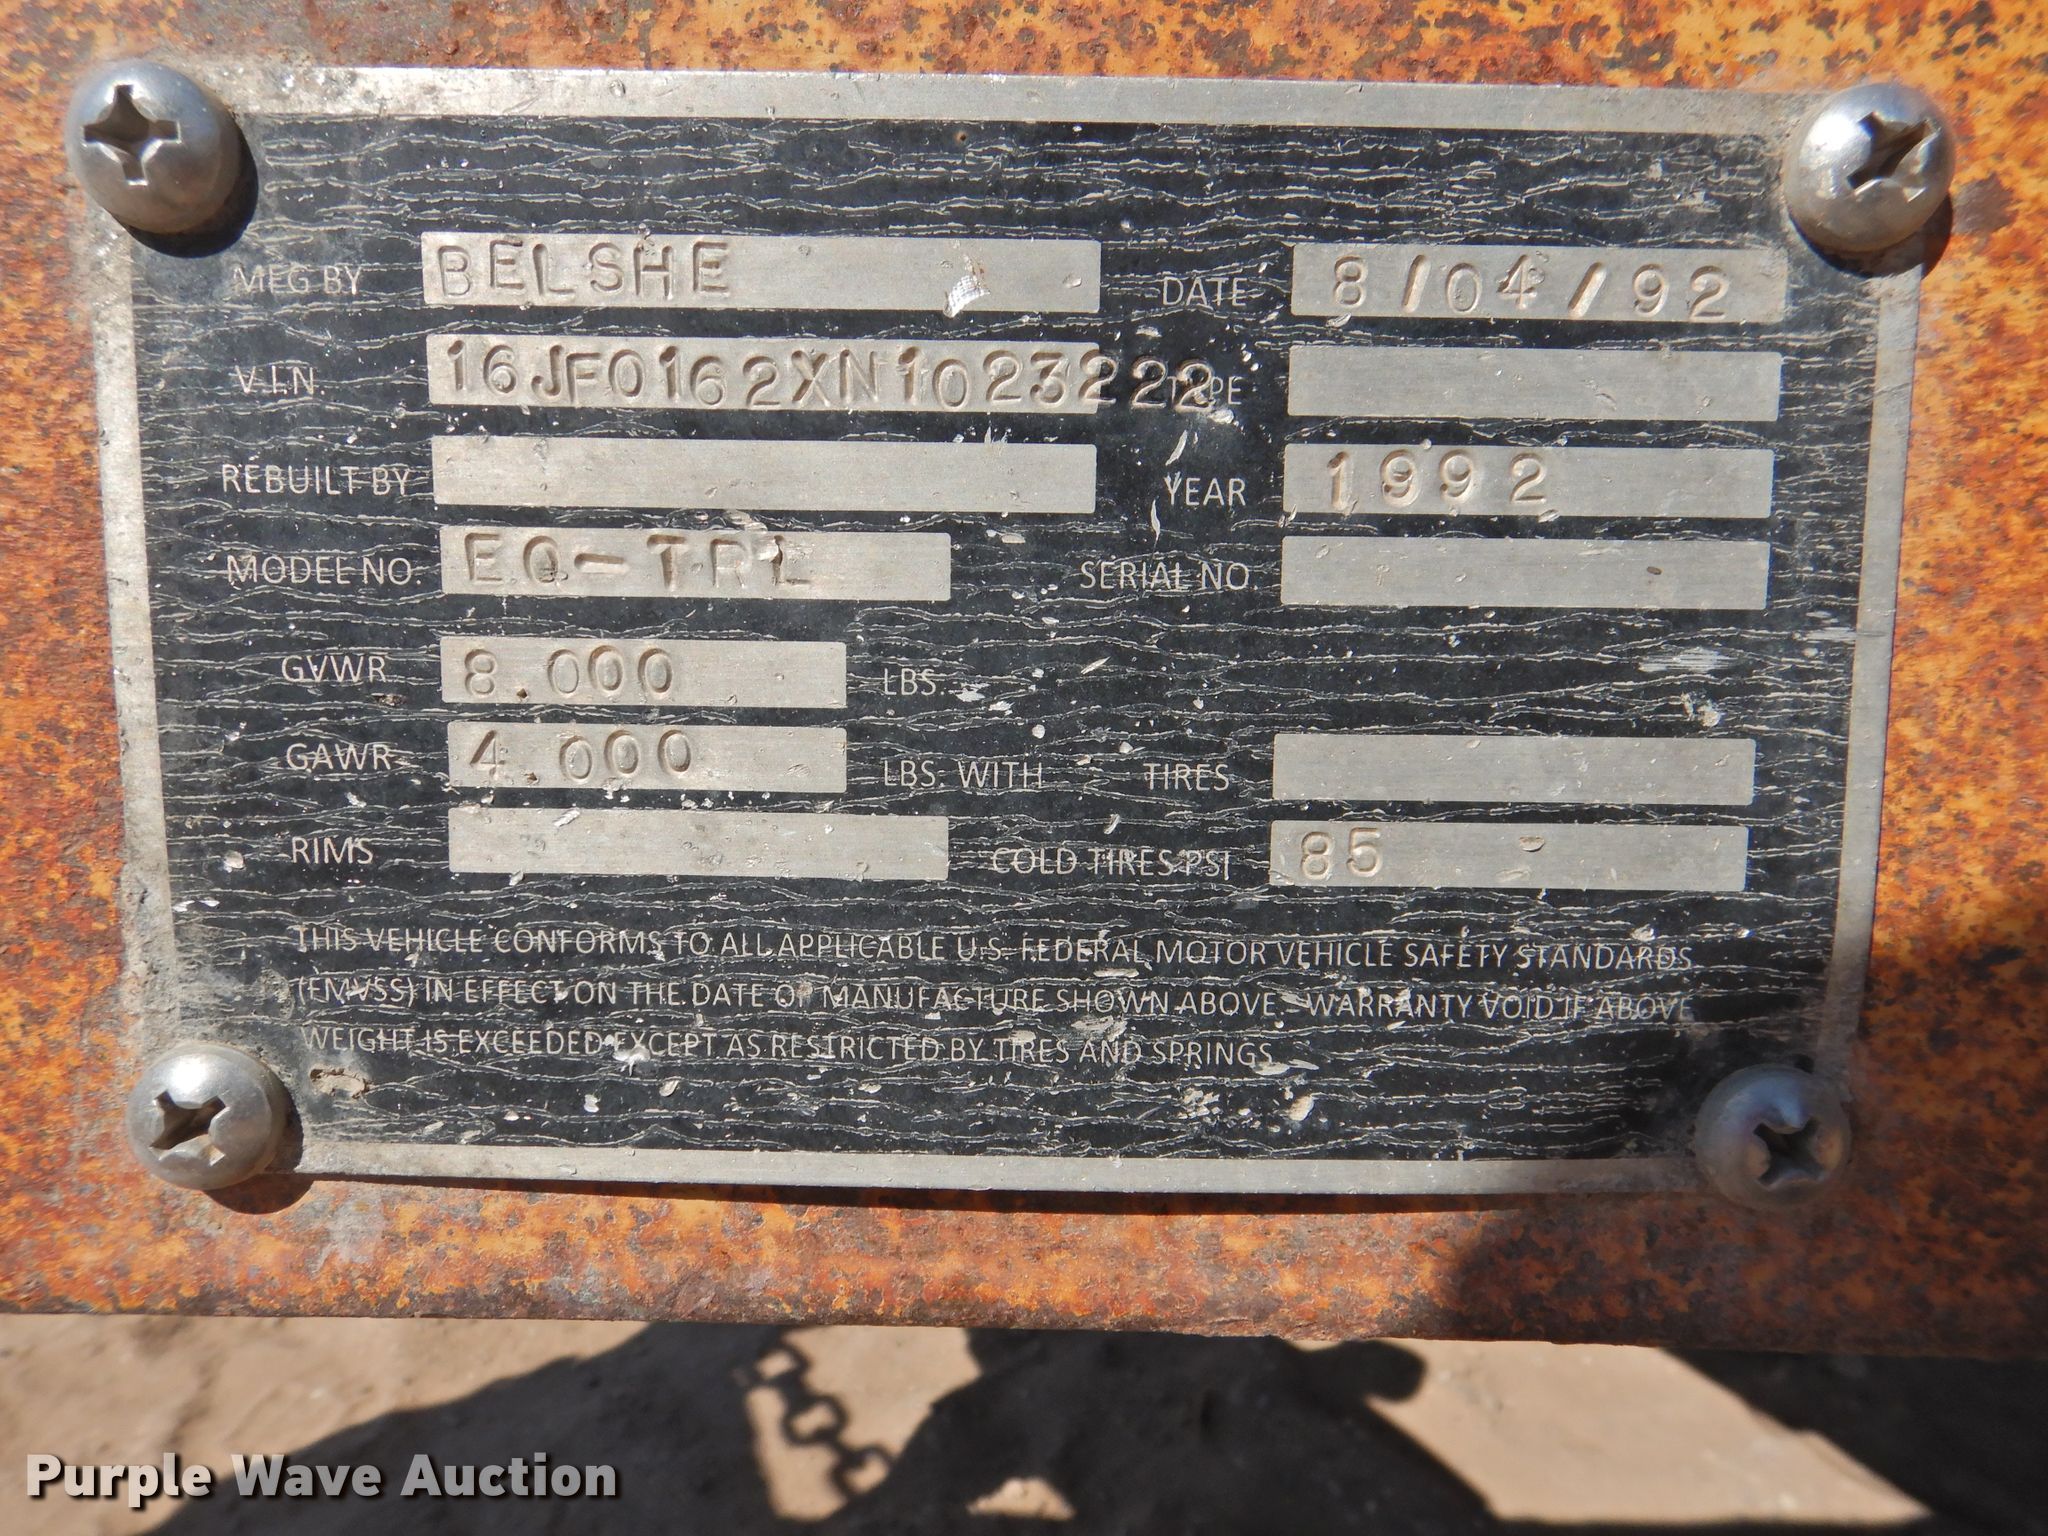 MFG BY BELSHE DATE 8/04/92
V.I.N. 16JF0162XN1023222 TYPE
REBUILT BY YEAR 1992
MODEL NO. EQ-TRL SERIAL NO
GVWR 8.000 LBS.
GAWR 4.000 LBS. WITH TIRES
RIMS COLD TIRES PSI 85
THIS VEHICLE CONFORMS TO ALL APPLICABLE U.S. FEDERAL MOTOR VEHICLE SAFETY STANDARDS
(FMVSS) IN EFFECT ON THE DATE OF MANUFACTURE SHOWN ABOVE. WARRANTY VOID IF ABOVE
WEIGHT IS EXCEEDED EXCEPT AS RESTRICTED BY TIRES AND SPRINGS
Purple Wave Auction